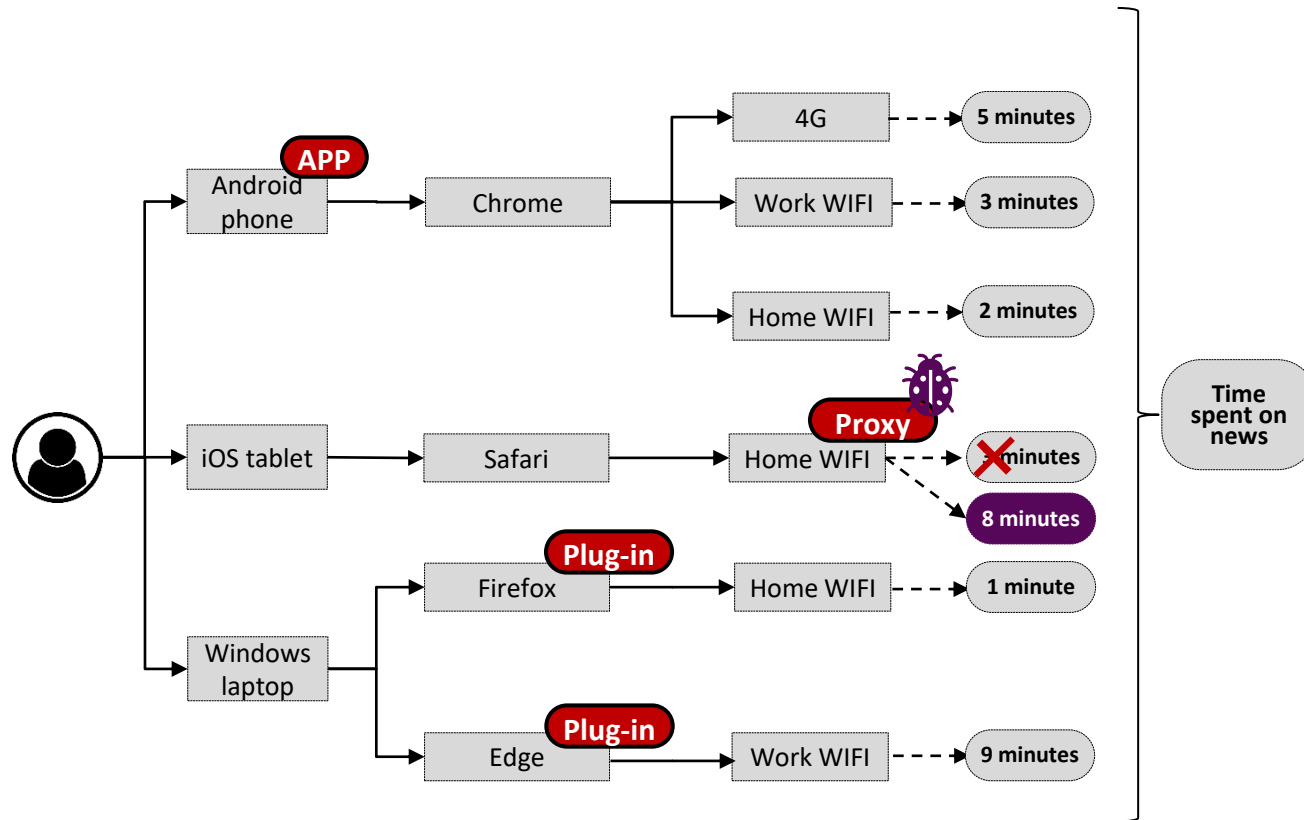 4G
5 minutes
APP
Android
phone
Chrome
Work WIFI
3 minutes
Home WIFI
2 minutes
Proxy
iOS tablet
Safari
Home WIFI
minutes
8 minutes
Time
spent on
news
Plug-in
Firefox
Home WIFI
1 minute
Windows
laptop
Plug-in
Edge
Work WIFI
9 minutes